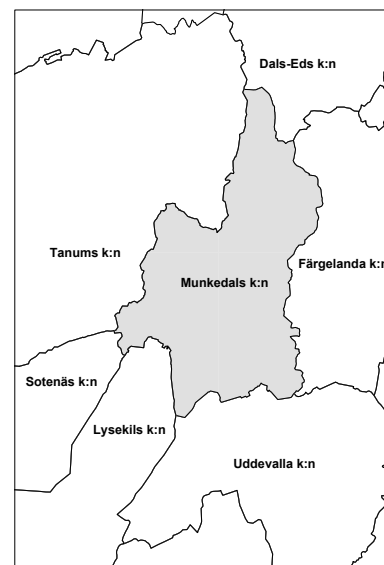 Dals-Eds k:n
Tanums k:n
Färgelanda k:n
Munkedals k:n
Sotenäs k:n
Lysekils k:n
Uddevalla k:n